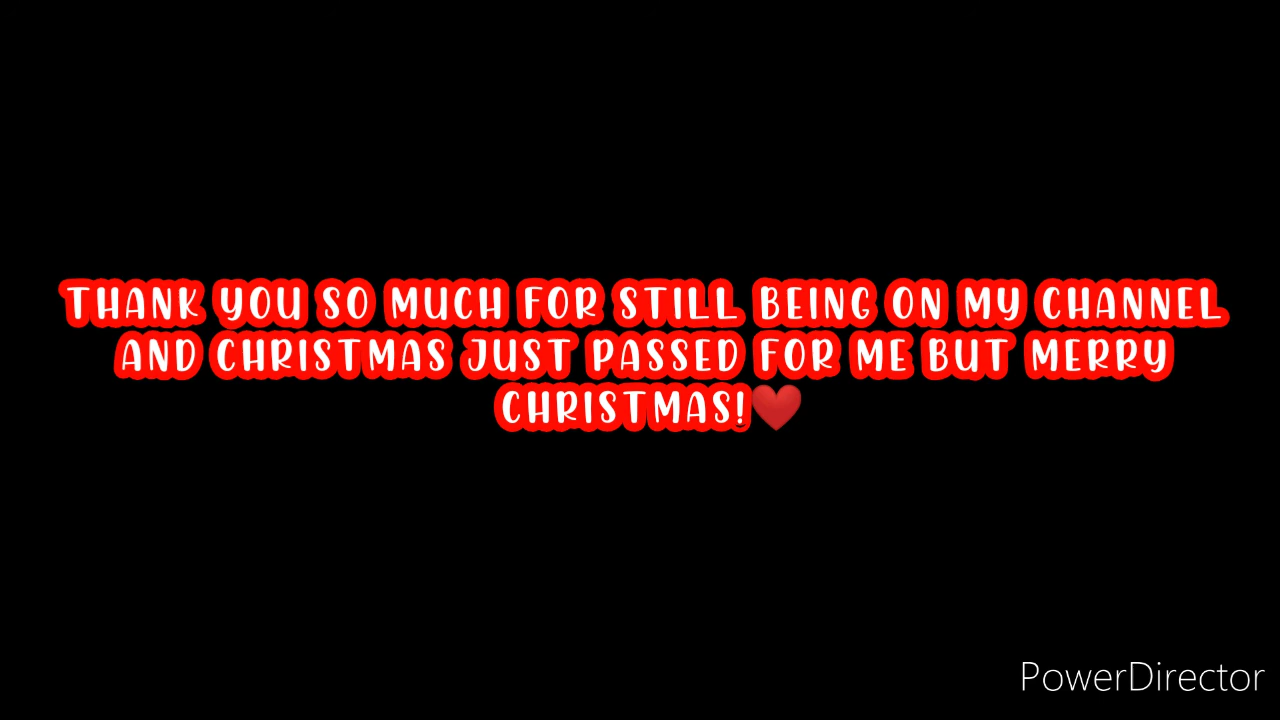 THANK YOU SO MUCH FOR STILL BEING ON MY CHANNEL
AND CHRISTMAS JUST PASSED FOR ME BUT MERRY
CHRISTMAS!❤️
PowerDirector